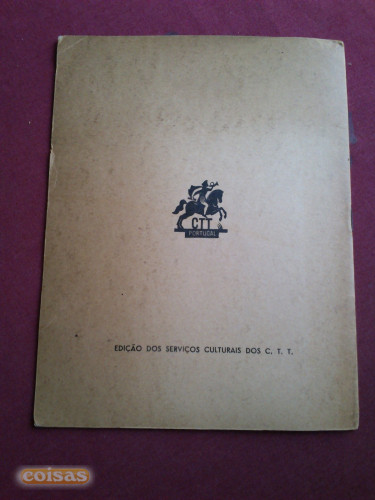 CTT
PORTUGAL
EDIÇÃO DOS SERVIÇOS CULTURAIS DOS C. T. T.
coisas